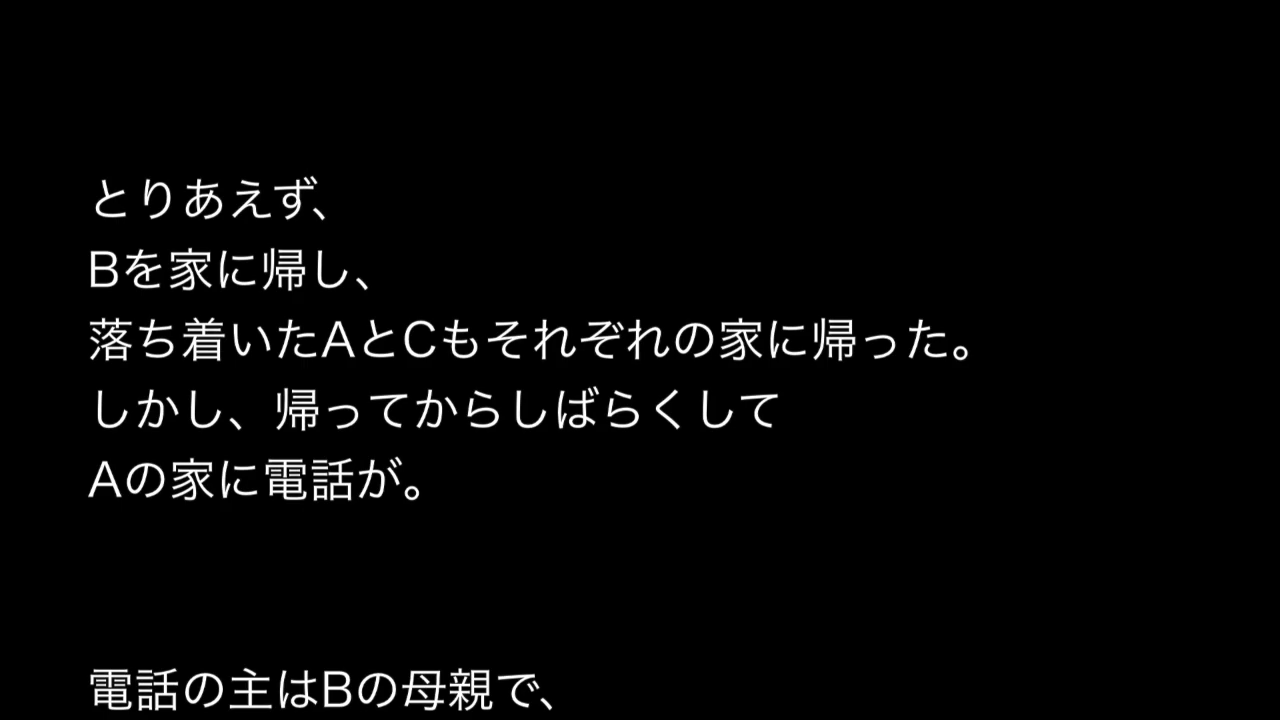 とりあえず、
Bを家に帰し、
落ち着いたAとCもそれぞれの家に帰った。
しかし、帰ってからしばらくして
Aの家に電話が。
電話の主はBの母親で、